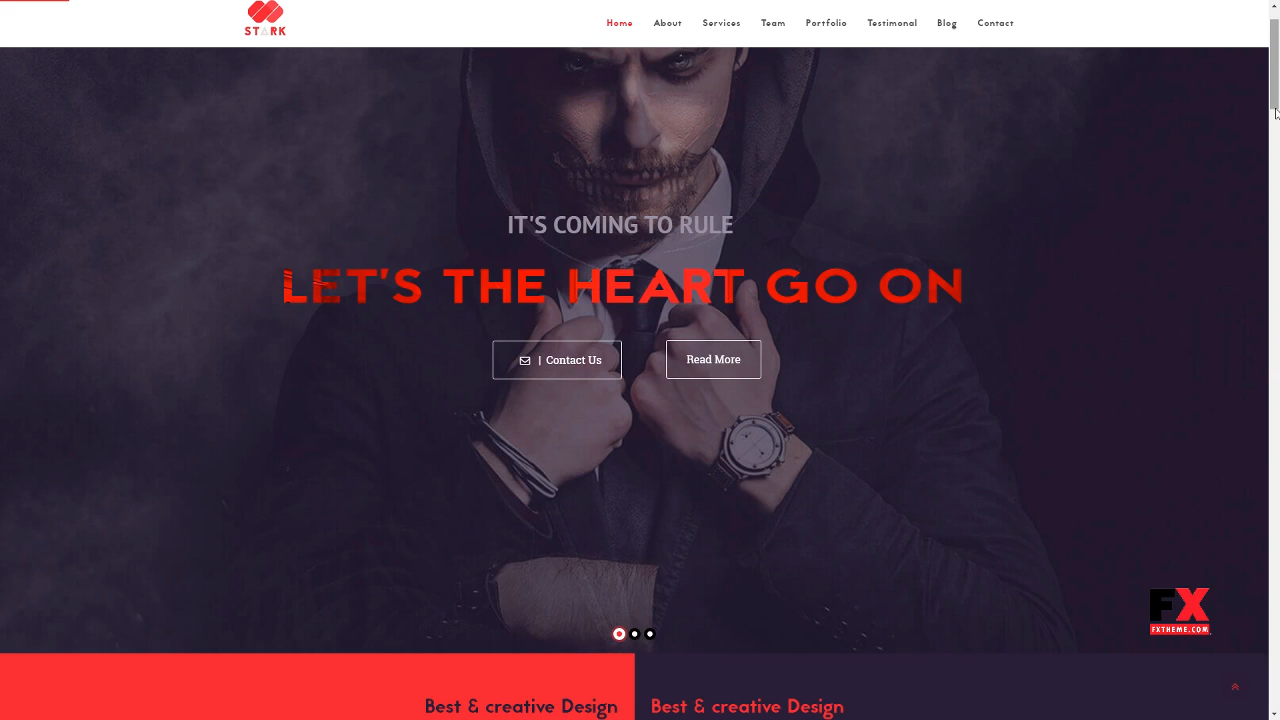 STARK
Home About Services Team Portfolio Testimonal Blog Contact
IT'S COMING TO RULE
LET'S THE HEART GO ON
| Contact Us
Read More
FX
FXTHEME.COM
Best & creative Design
Best & creative Design